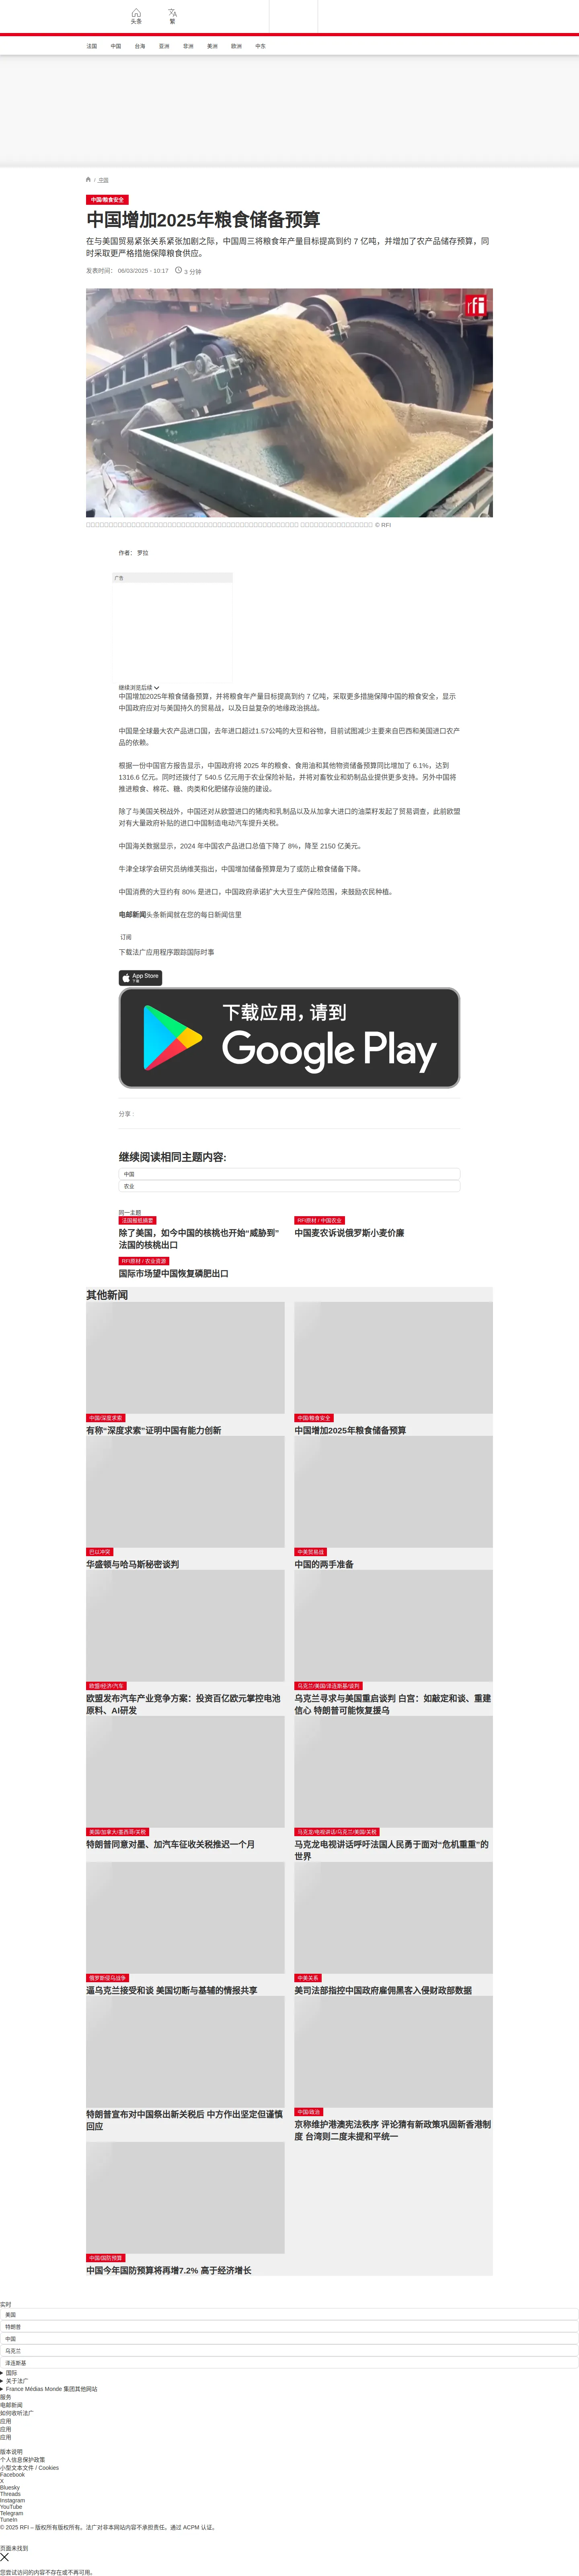 头条
繁
法国
中国
台海
亚洲
非洲
美洲
欧洲
中东
/ 中国
中国/粮食安全
中国增加2025年粮食储备预算
在与美国贸易紧张关系紧张加剧之际，中国周三将粮食年产量目标提高到约 7 亿吨，并增加了农产品储存预算，同
时采取更严格措施保障粮食供应。
发表时间： 06/03/2025 - 10:17
3 分钟
rfi
© RFI
作者： 罗拉
广告
继续浏览后续
中国增加2025年粮食储备预算，并将粮食年产量目标提高到约 7 亿吨，采取更多措施保障中国的粮食安全，显示
中国政府应对与美国持久的贸易战，以及日益复杂的地缘政治挑战。
中国是全球最大农产品进口国，去年进口超过1.57公吨的大豆和谷物，目前试图减少主要来自巴西和美国进口农产
品的依赖。
根据一份中国官方报告显示，中国政府将 2025 年的粮食、食用油和其他物资储备预算同比增加了 6.1%，达到
1316.6 亿元。同时还拨付了 540.5 亿元用于农业保险补贴，并将对畜牧业和奶制品业提供更多支持。另外中国将
推进粮食、棉花、糖、肉类和化肥储存设施的建设。
除了与美国关税战外，中国还对从欧盟进口的猪肉和乳制品以及从加拿大进口的油菜籽发起了贸易调查，此前欧盟
对有大量政府补贴的进口中国制造电动汽车提升关税。
中国海关数据显示，2024 年中国农产品进口总值下降了 8%，降至 2150 亿美元。
牛津全球学会研究员纳维芙指出，中国增加储备预算是为了或防止粮食储备下降。
中国消费的大豆约有 80% 是进口，中国政府承诺扩大大豆生产保险范围，来鼓励农民种植。
电邮新闻头条新闻就在您的每日新闻信里
订阅
下载法广应用程序跟踪国际时事
App Store
下载
下载应用，请到
Google Play
分享 :
继续阅读相同主题内容:
中国
农业
同一主题
法国报纸摘要
除了美国，如今中国的核桃也开始“威胁到”
法国的核桃出口
RFI原材 / 中国农业
中国麦农诉说俄罗斯小麦价廉
RFI原材 / 农业资源
国际市场望中国恢复磷肥出口
其他新闻
中国/深度求索
有称“深度求索”证明中国有能力创新
中国/粮食安全
中国增加2025年粮食储备预算
巴以冲突
华盛顿与哈马斯秘密谈判
中美贸易战
中国的两手准备
欧盟/经济/汽车
欧盟发布汽车产业竞争方案：投资百亿欧元掌控电池
原料、AI研发
乌克兰/美国/泽连斯基/谈判
乌克兰寻求与美国重启谈判 白宫：如敲定和谈、重建
信心 特朗普可能恢复援乌
美国/加拿大/墨西哥/关税
特朗普同意对墨、加汽车征收关税推迟一个月
马克龙/电视讲话/乌克兰/美国/关税
马克龙电视讲话呼吁法国人民勇于面对“危机重重”的
世界
俄罗斯侵乌战争
逼乌克兰接受和谈 美国切断与基辅的情报共享
中美关系
美司法部指控中国政府雇佣黑客入侵财政部数据
特朗普宣布对中国祭出新关税后 中方作出坚定但谨慎
回应
中国/政治
京称维护港澳宪法秩序 评论猜有新政策巩固新香港制
度 台湾则二度未提和平统一
中国/国防预算
中国今年国防预算将再增7.2% 高于经济增长
实时
美国
特朗普
中国
乌克兰
泽连斯基
国际
关于法广
France Médias Monde 集团其他网站
服务
电邮新闻
如何收听法广
应用
应用
应用
版本说明
个人信息保护政策
小型文本文件 / Cookies
Facebook
X
Bluesky
Threads
Instagram
YouTube
Telegram
TuneIn
© 2025 RFI – 版权所有版权所有。法广对非本网站内容不承担责任。通过 ACPM 认证。
页面未找到
您尝试访问的内容不存在或不再可用。